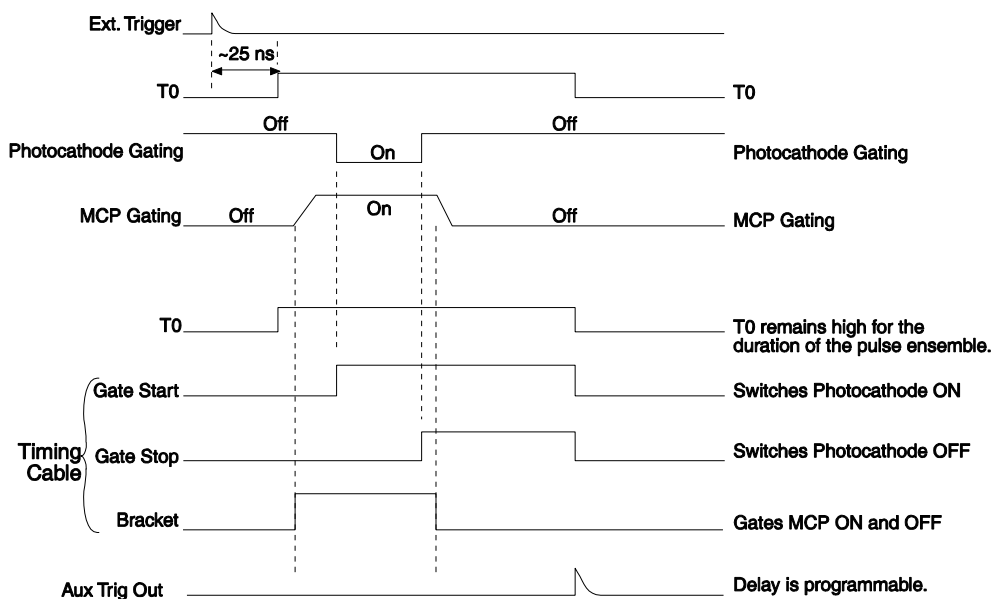 Ext. Trigger
~25 ns
T0
T0
Off
Off
Photocathode Gating
On
Photocathode Gating
MCP Gating
Off
On
Off
MCP Gating
T0
T0 remains high for the
duration of the pulse ensemble.
Gate Start
Switches Photocathode ON
Timing
Cable
Gate Stop
Switches Photocathode OFF
Bracket
Gates MCP ON and OFF
Aux Trig Out
Delay is programmable.